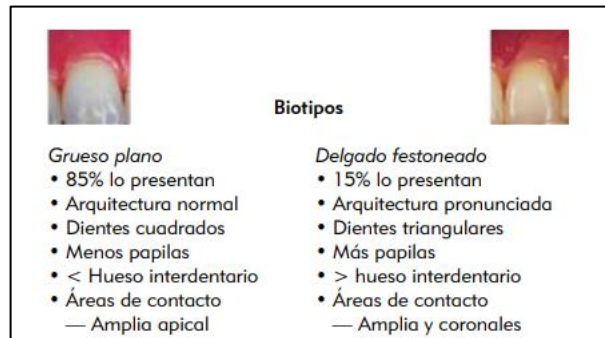 Biotipos
Grueso plano
• 85% lo presentan
• Arquitectura normal
• Dientes cuadrados
• Menos papilas
• < Hueso interdentario
• Áreas de contacto
— Amplia apical
Delgado festoneado
• 15% lo presentan
• Arquitectura pronunciada
• Dientes triangulares
• Más papilas
• > hueso interdentario
• Áreas de contacto
— Amplia y coronales